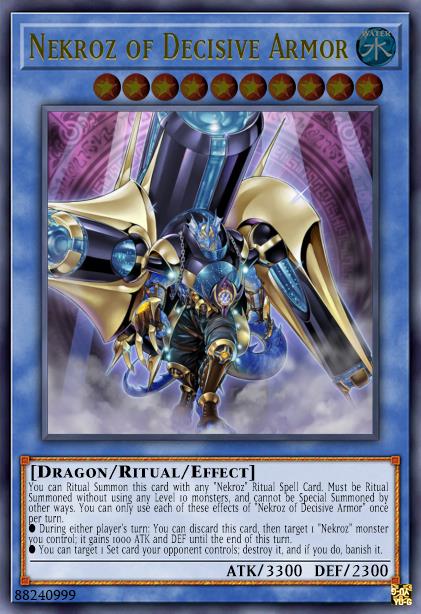 Nekroz of Decisive Armor
WATER
水
[Dragon/Ritual/Effect]
You can Ritual Summon this card with any "Nekroz" Ritual Spell Card. Must be Ritual
Summoned without using any Level 10 monsters, and cannot be Special Summoned by
other ways. You can only use each of these effects of "Nekroz of Decisive Armor" once
per turn.
● During either player's turn: You can discard this card, then target 1 "Nekroz" monster
you control; it gains 1000 ATK and DEF until the end of this turn.
● You can target 1 Set card your opponent controls; destroy it, and if you do, banish it.
ATK/3300 DEF/2300
88240999